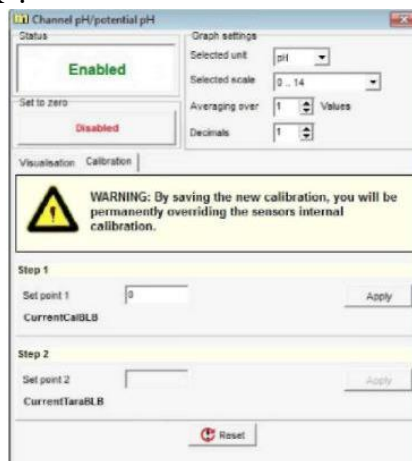 Channel pH/potential pH
Status
Enabled
Set to zero
Disabled
Graph settings
Selected unit
pH
Selected scale
0 .. 14
Averaging over
1
Values
Decimals
1
Visualisation
Calibration
WARNING: By saving the new calibration, you will be
permanently overriding the sensors internal
calibration.
Step 1
Set point 1
0
Apply
CurrentCalBLB
Step 2
Set point 2
Apply
CurrentTaraBLB
Reset